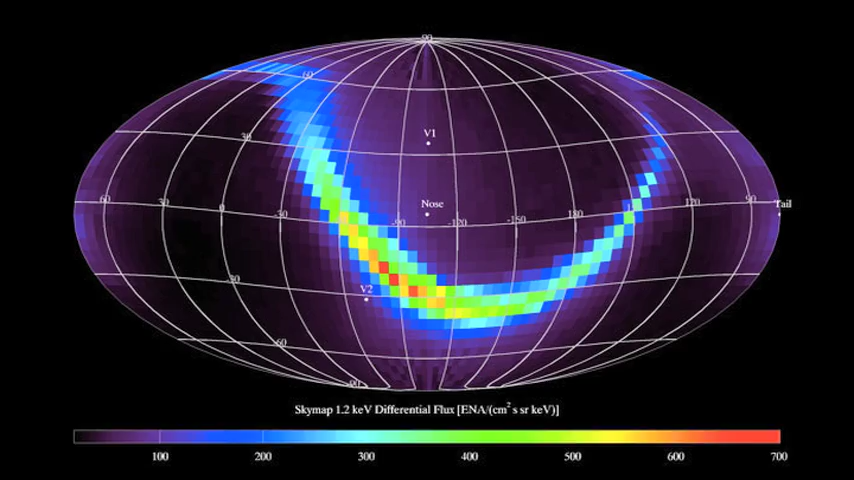 90
60
V1
30
60 30 0 -30 Nose -90 -120 -150 180 120 90 Tail
-30
V2
-60
-90
Skymap 1.2 keV Differential Flux [ENA/(cm² s sr keV)]
100 200 300 400 500 600 700